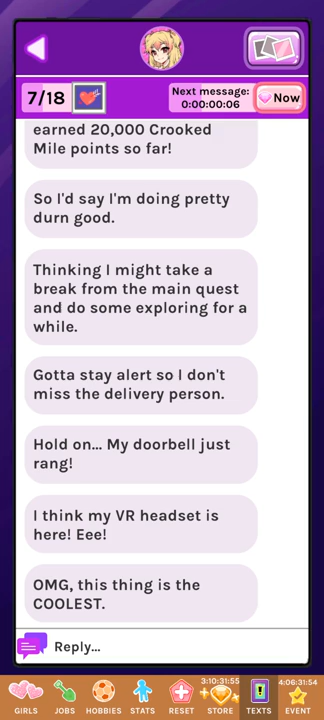 7/18
Next message:
0:00:00:06
Now
earned 20,000 Crooked
Mile points so far!
So I'd say I'm doing pretty
durn good.
Thinking I might take a
break from the main quest
and do some exploring for a
while.
Gotta stay alert so I don't
miss the delivery person.
Hold on... My doorbell just
rang!
I think my VR headset is
here! Eee!
OMG, this thing is the
COOLEST.
Reply...
3:10:31:55
4:06:31:54
GIRLS
JOBS
HOBBIES
STATS
RESET
STORE
TEXTS
EVENT